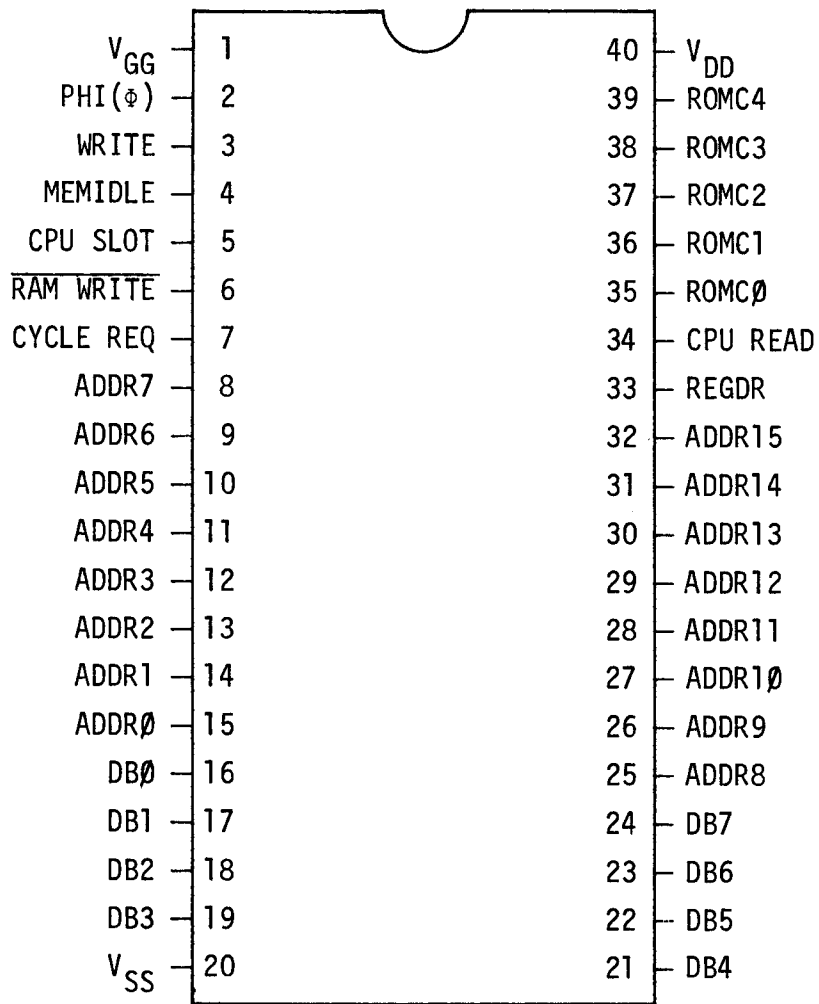 V_GG 1 40 V_DD
PHI(Φ) 2 39 ROMC4
WRITE 3 38 ROMC3
MEMIDLE 4 37 ROMC2
CPU SLOT 5 36 ROMC1
RAM WRITE 6 35 ROMCØ
CYCLE REQ 7 34 CPU READ
ADDR7 8 33 REGDR
ADDR6 9 32 ADDR15
ADDR5 10 31 ADDR14
ADDR4 11 30 ADDR13
ADDR3 12 29 ADDR12
ADDR2 13 28 ADDR11
ADDR1 14 27 ADDR1Ø
ADDRØ 15 26 ADDR9
DBØ 16 25 ADDR8
DB1 17 24 DB7
DB2 18 23 DB6
DB3 19 22 DB5
V_SS 20 21 DB4